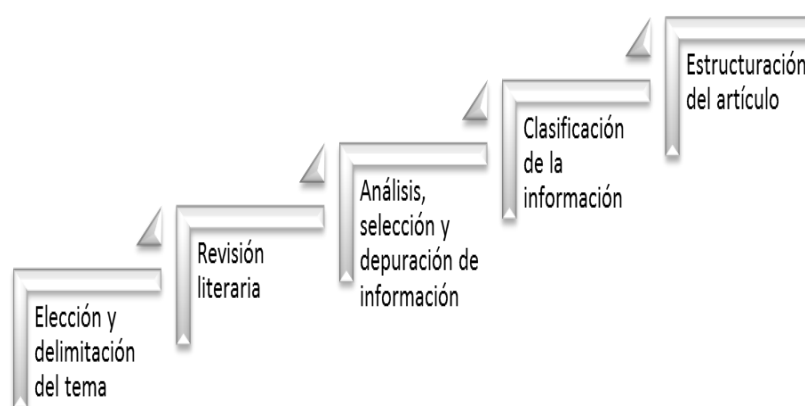 Elección y
delimitación
del tema
Revisión
literaria
Análisis,
selección y
depuración de
información
Clasificación
de la
información
Estructuración
del artículo